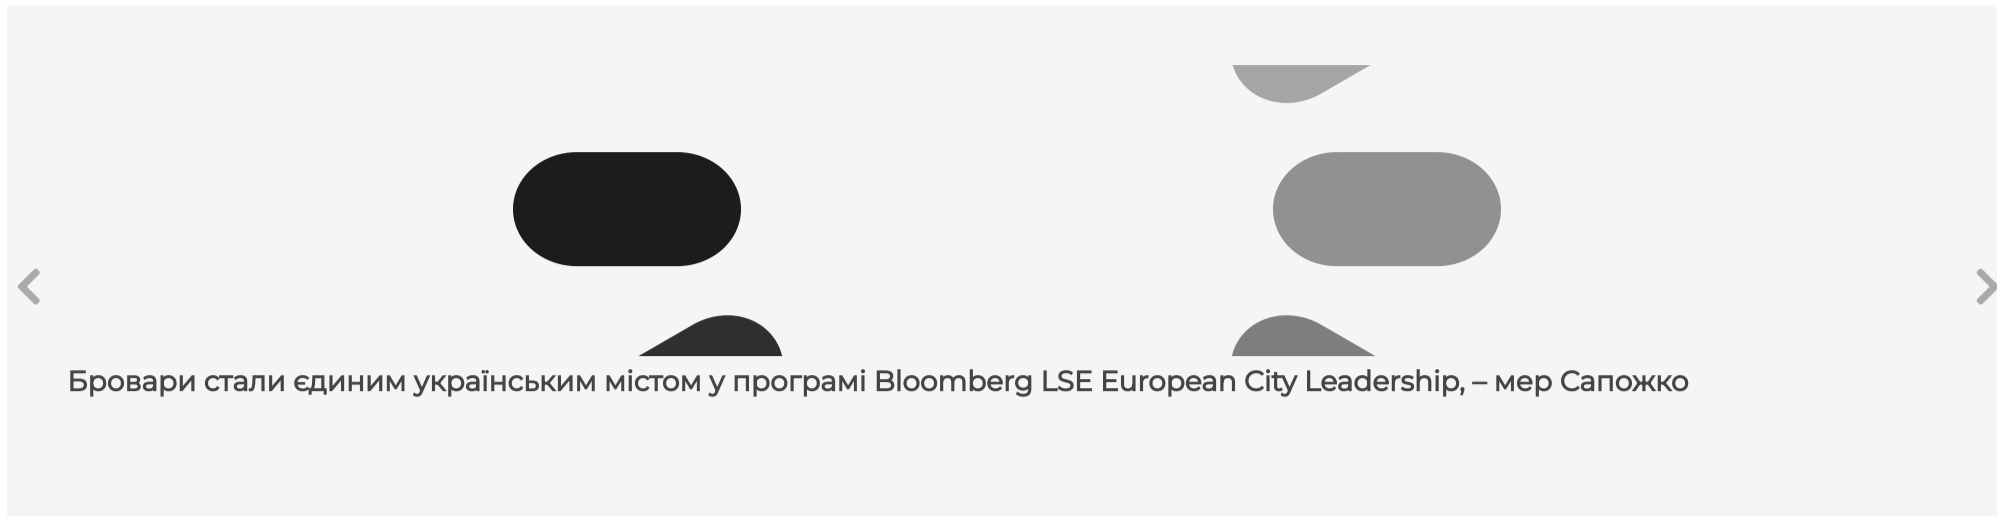 Бровари стали єдиним українським містом у програмі Bloomberg LSE European City Leadership, – мер Сапожко